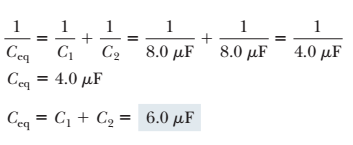 1/C_eq = 1/C_1 + 1/C_2 = 1/8.0 μF + 1/8.0 μF = 1/4.0 μF
C_eq = 4.0 μF
C_eq = C_1 + C_2 = 6.0 μF